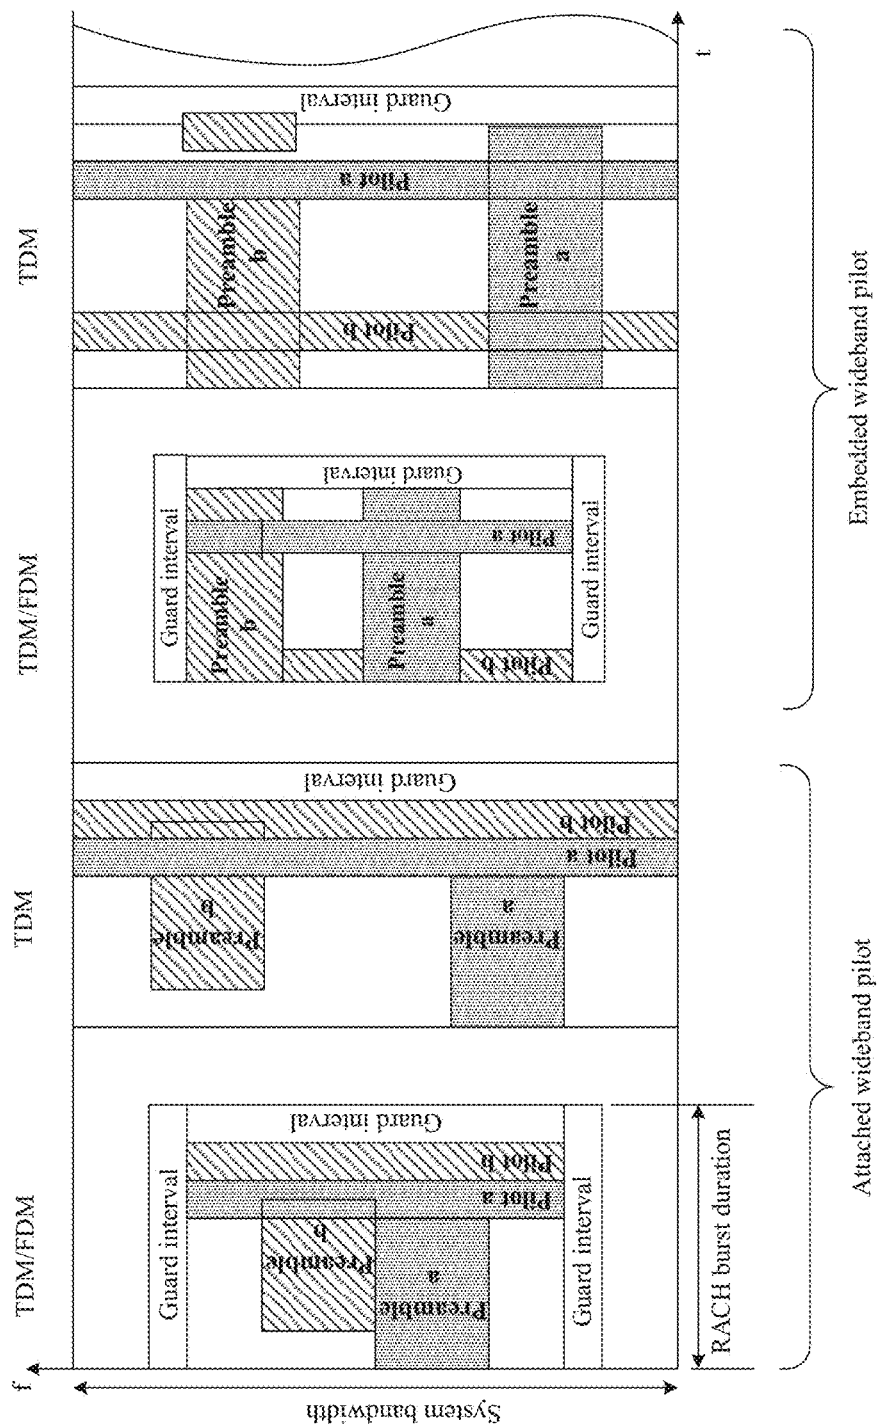 TDM/FDM
TDM
TDM/FDM
TDM
f
System bandwidth
Guard interval
Preamble
b
Preamble
a
Pilot a
Pilot b
Guard interval
Guard interval
RACH burst duration
Preamble
b
Preamble
a
Pilot a
Pilot b
Guard interval
Guard interval
Preamble
b
Preamble
a
Pilot b
Pilot a
Guard interval
Guard interval
Pilot b
Preamble
b
Preamble
a
Pilot a
Guard interval
t
Attached wideband pilot
Embedded wideband pilot